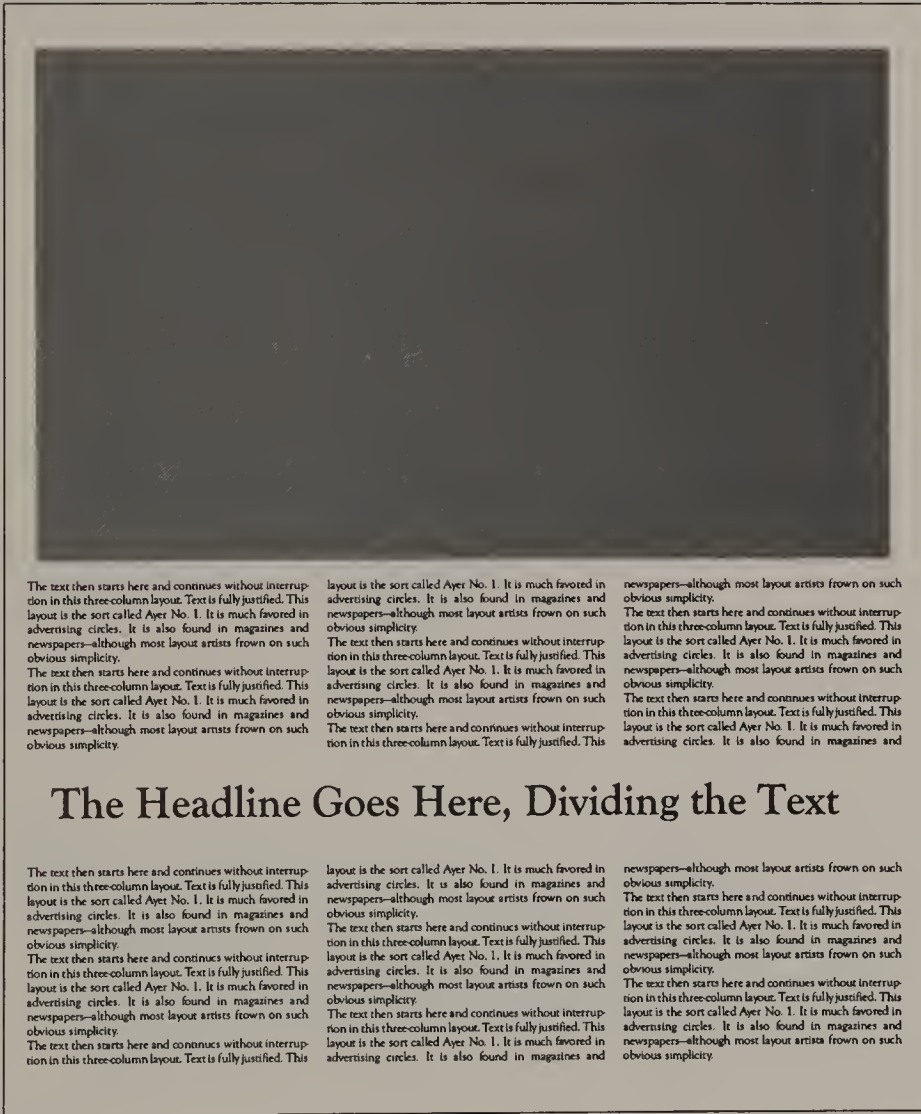 The text then starts here and continues without interrup-
tion in this three-column layout. Text is fully justified. This
layout is the sort called Ayer No. 1. It is much favored in
advertising circles. It is also found in magazines and
newspapers—although most layout artists frown on such
obvious simplicity.
The text then starts here and continues without interrup-
tion in this three-column layout. Text is fully justified. This
layout is the sort called Ayer No. 1. It is much favored in
advertising circles. It is also found in magazines and
newspapers—although most layout artists frown on such
obvious simplicity.
layout is the sort called Ayer No. 1. It is much favored in
advertising circles. It is also found in magazines and
newspapers—although most layout artists frown on such
obvious simplicity.
The text then starts here and continues without interrup-
tion in this three-column layout. Text is fully justified. This
layout is the sort called Ayer No. 1. It is much favored in
advertising circles. It is also found in magazines and
newspapers—although most layout artists frown on such
obvious simplicity.
The text then starts here and continues without interrup-
tion in this three-column layout. Text is fully justified. This
newspapers—although most layout artists frown on such
obvious simplicity.
The text then starts here and continues without interrup-
tion in this three-column layout. Text is fully justified. This
layout is the sort called Ayer No. 1. It is much favored in
advertising circles. It is also found in magazines and
newspapers—although most layout artists frown on such
obvious simplicity.
The text then starts here and continues without interrup-
tion in this three-column layout. Text is fully justified. This
layout is the sort called Ayer No. 1. It is much favored in
advertising circles. It is also found in magazines and
The Headline Goes Here, Dividing the Text
The text then starts here and continues without interrup-
tion in this three-column layout. Text is fully justified. This
layout is the sort called Ayer No. 1. It is much favored in
advertising circles. It is also found in magazines and
newspapers—although most layout artists frown on such
obvious simplicity.
The text then starts here and continues without interrup-
tion in this three-column layout. Text is fully justified. This
layout is the sort called Ayer No. 1. It is much favored in
advertising circles. It is also found in magazines and
newspapers—although most layout artists frown on such
obvious simplicity.
The text then starts here and continues without interrup-
tion in this three-column layout. Text is fully justified. This
layout is the sort called Ayer No. 1. It is much favored in
advertising circles. It is also found in magazines and
newspapers—although most layout artists frown on such
obvious simplicity.
The text then starts here and continues without interrup-
tion in this three-column layout. Text is fully justified. This
layout is the sort called Ayer No. 1. It is much favored in
advertising circles. It is also found in magazines and
newspapers—although most layout artists frown on such
obvious simplicity.
The text then starts here and continues without interrup-
tion in this three-column layout. Text is fully justified. This
layout is the sort called Ayer No. 1. It is much favored in
advertising circles. It is also found in magazines and
newspapers—although most layout artists frown on such
obvious simplicity.
The text then starts here and continues without interrup-
tion in this three-column layout. Text is fully justified. This
layout is the sort called Ayer No. 1. It is much favored in
advertising circles. It is also found in magazines and
newspapers—although most layout artists frown on such
obvious simplicity.
The text then starts here and continues without interrup-
tion in this three-column layout. Text is fully justified. This
layout is the sort called Ayer No. 1. It is much favored in
advertising circles. It is also found in magazines and
newspapers—although most layout artists frown on such
obvious simplicity.